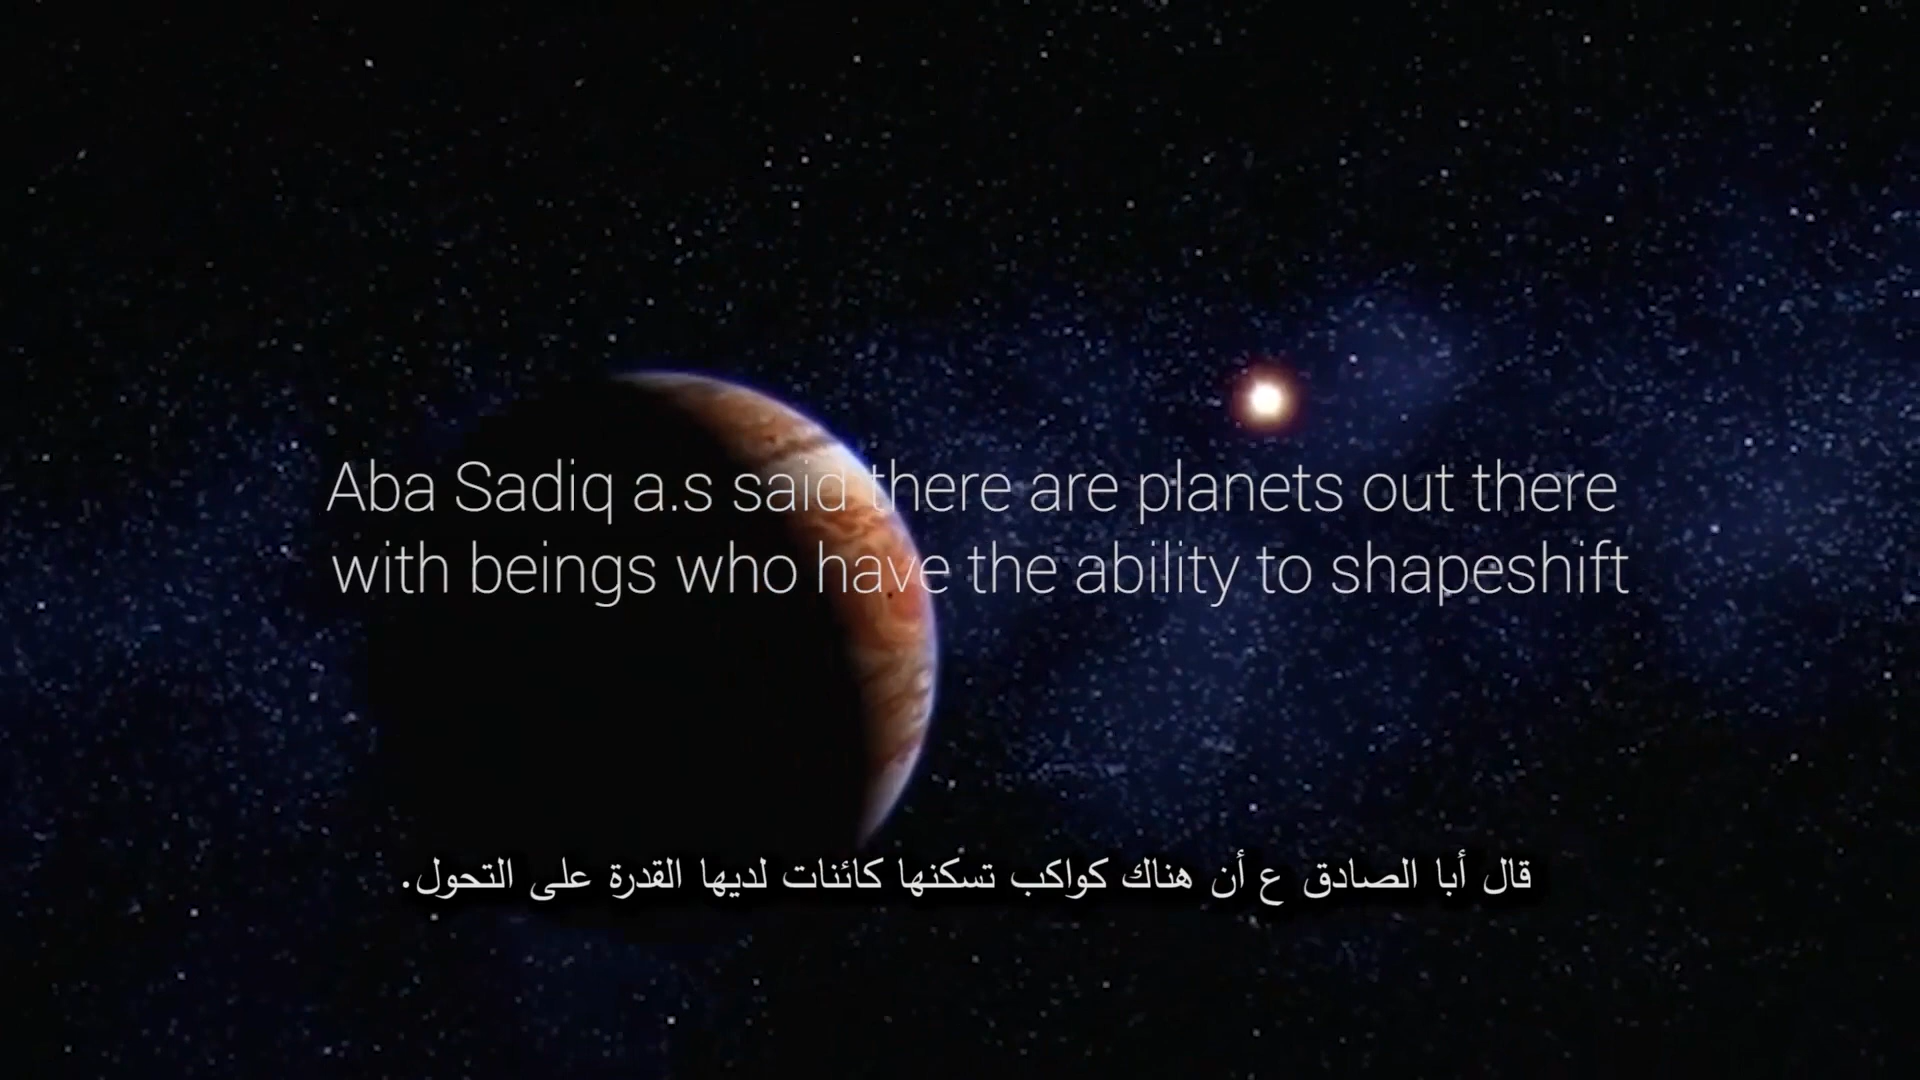 Aba Sadiq a.s said there are planets out there
with beings who have the ability to shapeshift
قال أبا الصادق ع أن هناك كواكب تسكنها كائنات لديها القدرة على التحول.